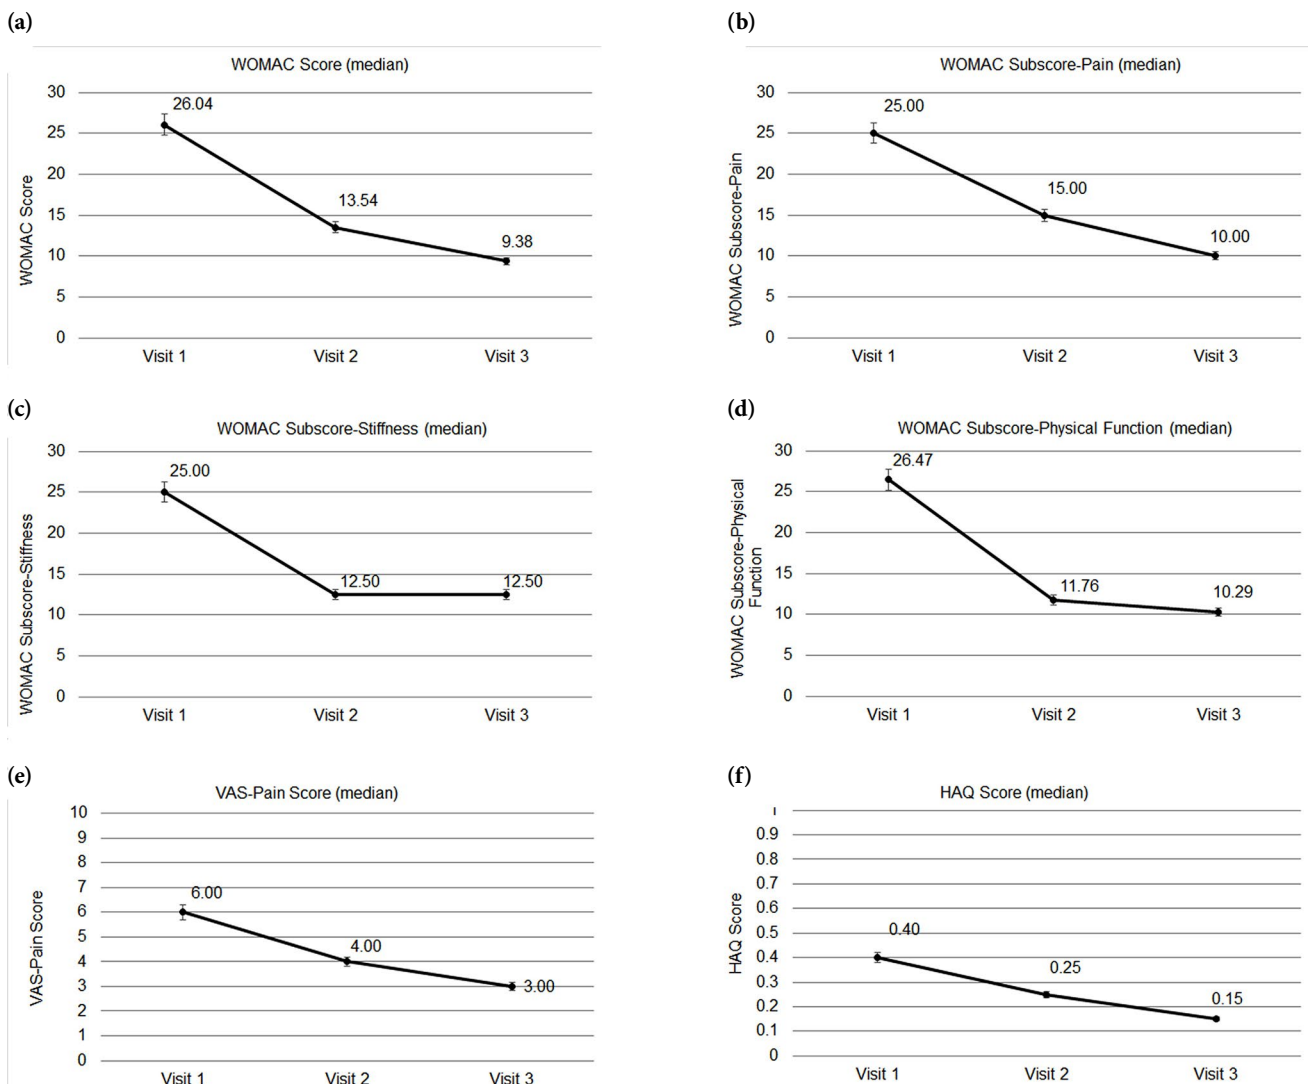 (a)
WOMAC Score (median)
WOMAC Score
30
25
20
15
10
5
0
26.04
13.54
9.38
Visit 1 Visit 2 Visit 3
(b)
WOMAC Subscore-Pain (median)
WOMAC Subscore-Pain
30
25
20
15
10
5
0
25.00
15.00
10.00
Visit 1 Visit 2 Visit 3
(c)
WOMAC Subscore-Stiffness (median)
WOMAC Subscore-Stiffness
30
25
20
15
10
5
0
25.00
12.50
12.50
Visit 1 Visit 2 Visit 3
(d)
WOMAC Subscore-Physical Function (median)
WOMAC Subscore-Physical
Function
30
25
20
15
10
5
0
26.47
11.76
10.29
Visit 1 Visit 2 Visit 3
(e)
VAS-Pain Score (median)
VAS-Pain Score
10
9
8
7
6
5
4
3
2
1
0
6.00
4.00
3.00
Visit 1 Visit 2 Visit 3
(f)
HAQ Score (median)
HAQ Score
1
0.9
0.8
0.7
0.6
0.5
0.4
0.3
0.2
0.1
0
0.40
0.25
0.15
Visit 1 Visit 2 Visit 3